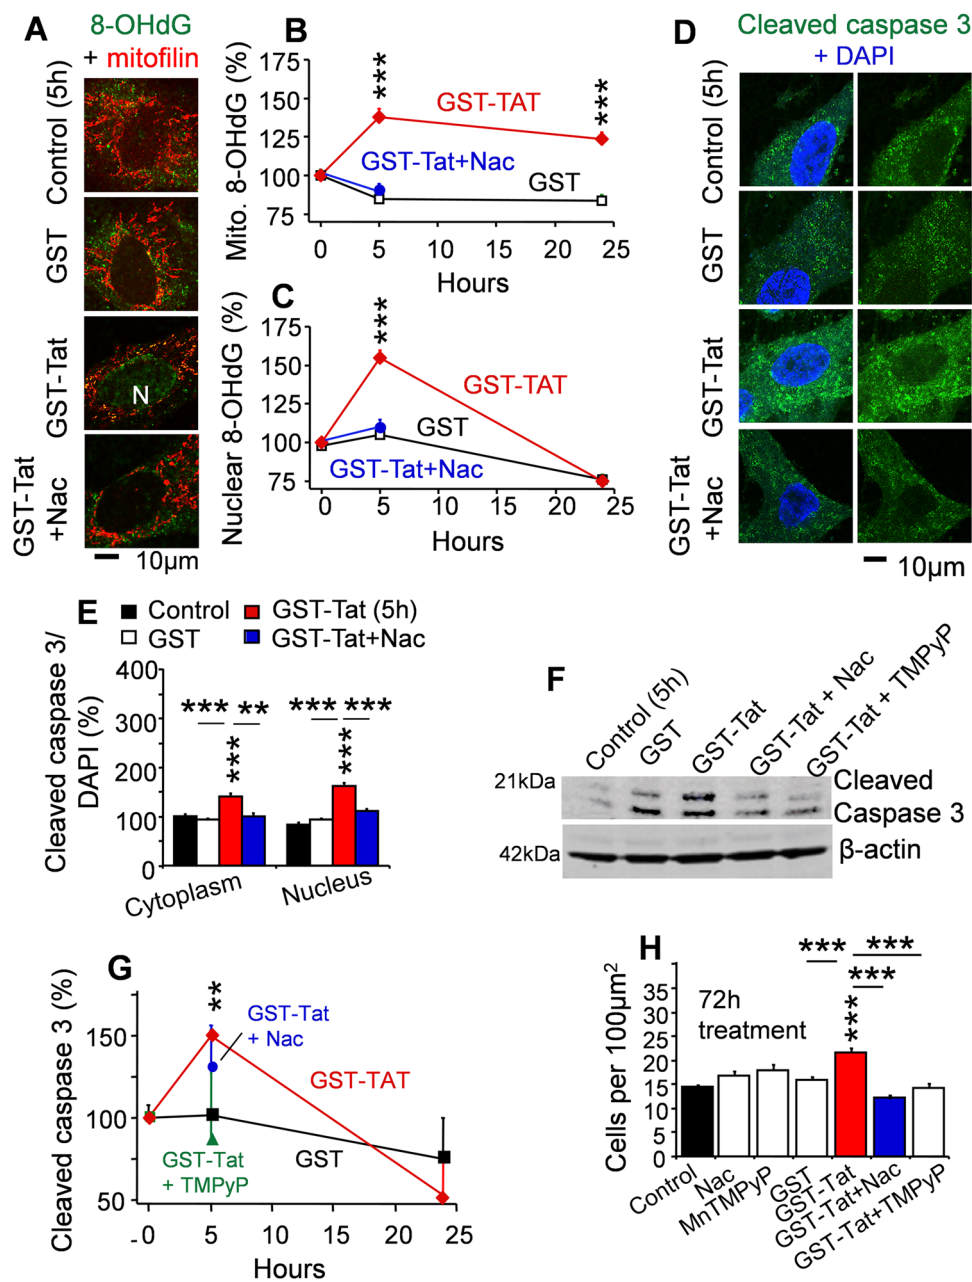 A
8-OHdG
+ mitofilin
Control (5h)
GST
GST-Tat
N
GST-Tat
+Nac
10µm
B
Mito. 8-OHdG (%)
175
150
125
100
75
***
***
GST-TAT
GST-Tat+Nac
GST
0 5 10 15 20 25
Hours
C
Nuclear 8-OHdG (%)
175
150
125
100
75
***
GST-TAT
GST
GST-Tat+Nac
0 5 10 15 20 25
Hours
D
Cleaved caspase 3
+ DAPI
Control (5h)
GST
GST-Tat
GST-Tat
+Nac
10µm
E
Control
GST-Tat (5h)
GST
GST-Tat+Nac
Cleaved caspase 3/
DAPI (%)
400
300
200
100
0
*** **
***
*** ***
***
Cytoplasm
Nucleus
F
Control (5h)
GST
GST-Tat
GST-Tat + Nac
GST-Tat + TMPyP
21kDa
Cleaved
Caspase 3
42kDa
β-actin
G
Cleaved caspase 3 (%)
150
100
50
**
GST-Tat
+ Nac
GST-TAT
GST-Tat
+ TMPyP
GST
-0 5 10 15 20 25
Hours
H
Cells per 100µm²
35
30
25
20
15
10
5
0
72h
treatment
***
***
***
***
Control
Nac
MnTMPyP
GST
GST-Tat
GST-Tat+Nac
GST-Tat+TMPyP